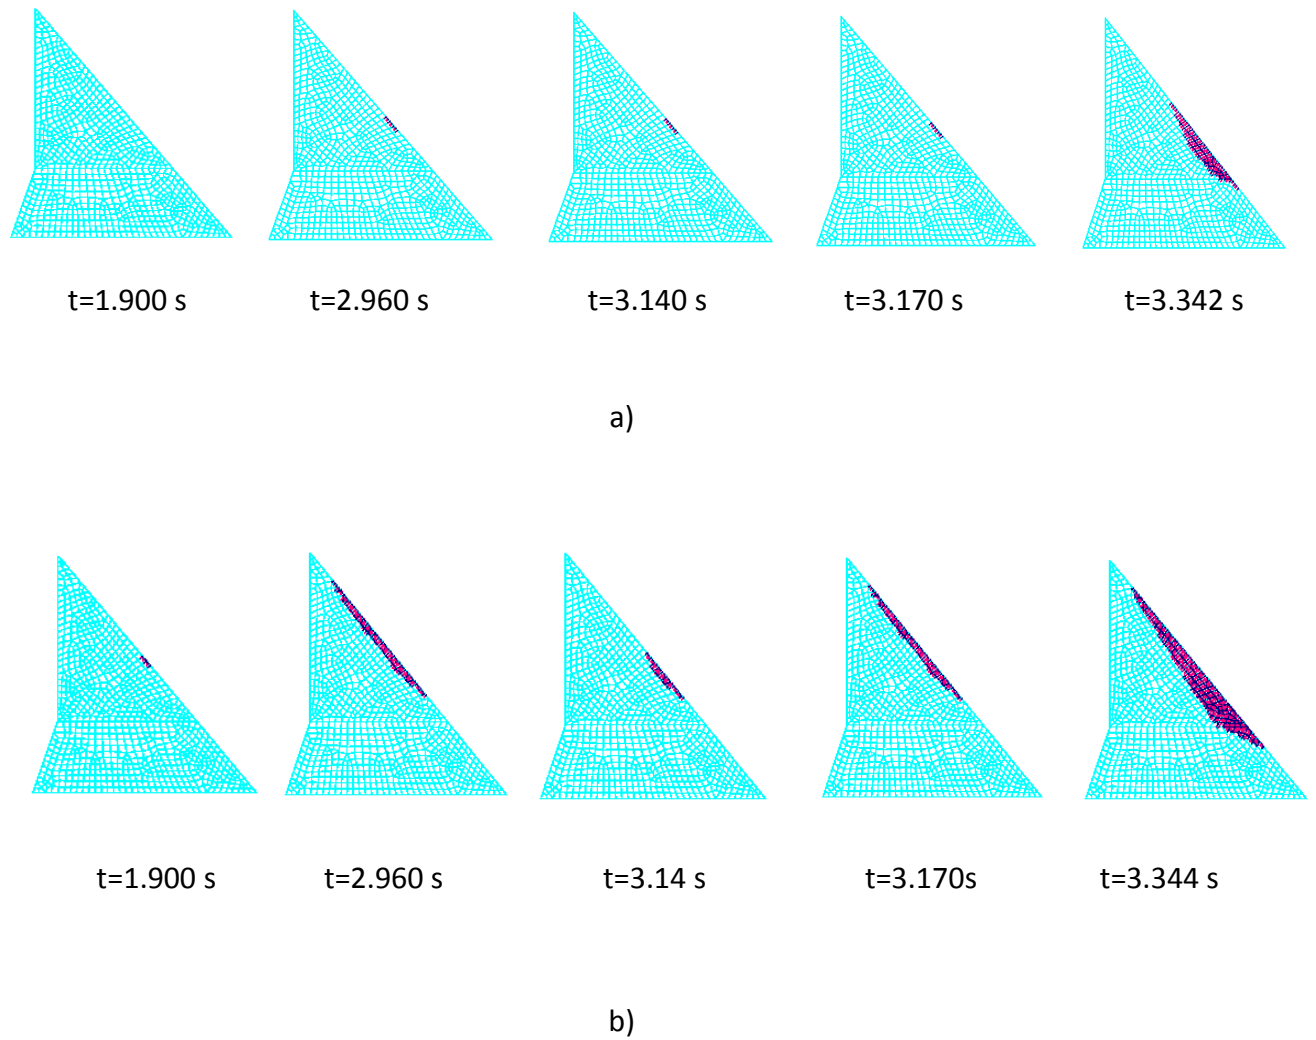 t=1.900 s t=2.960 s t=3.140 s t=3.170 s t=3.342 s
a)
t=1.900 s t=2.960 s t=3.14 s t=3.170s t=3.344 s
b)